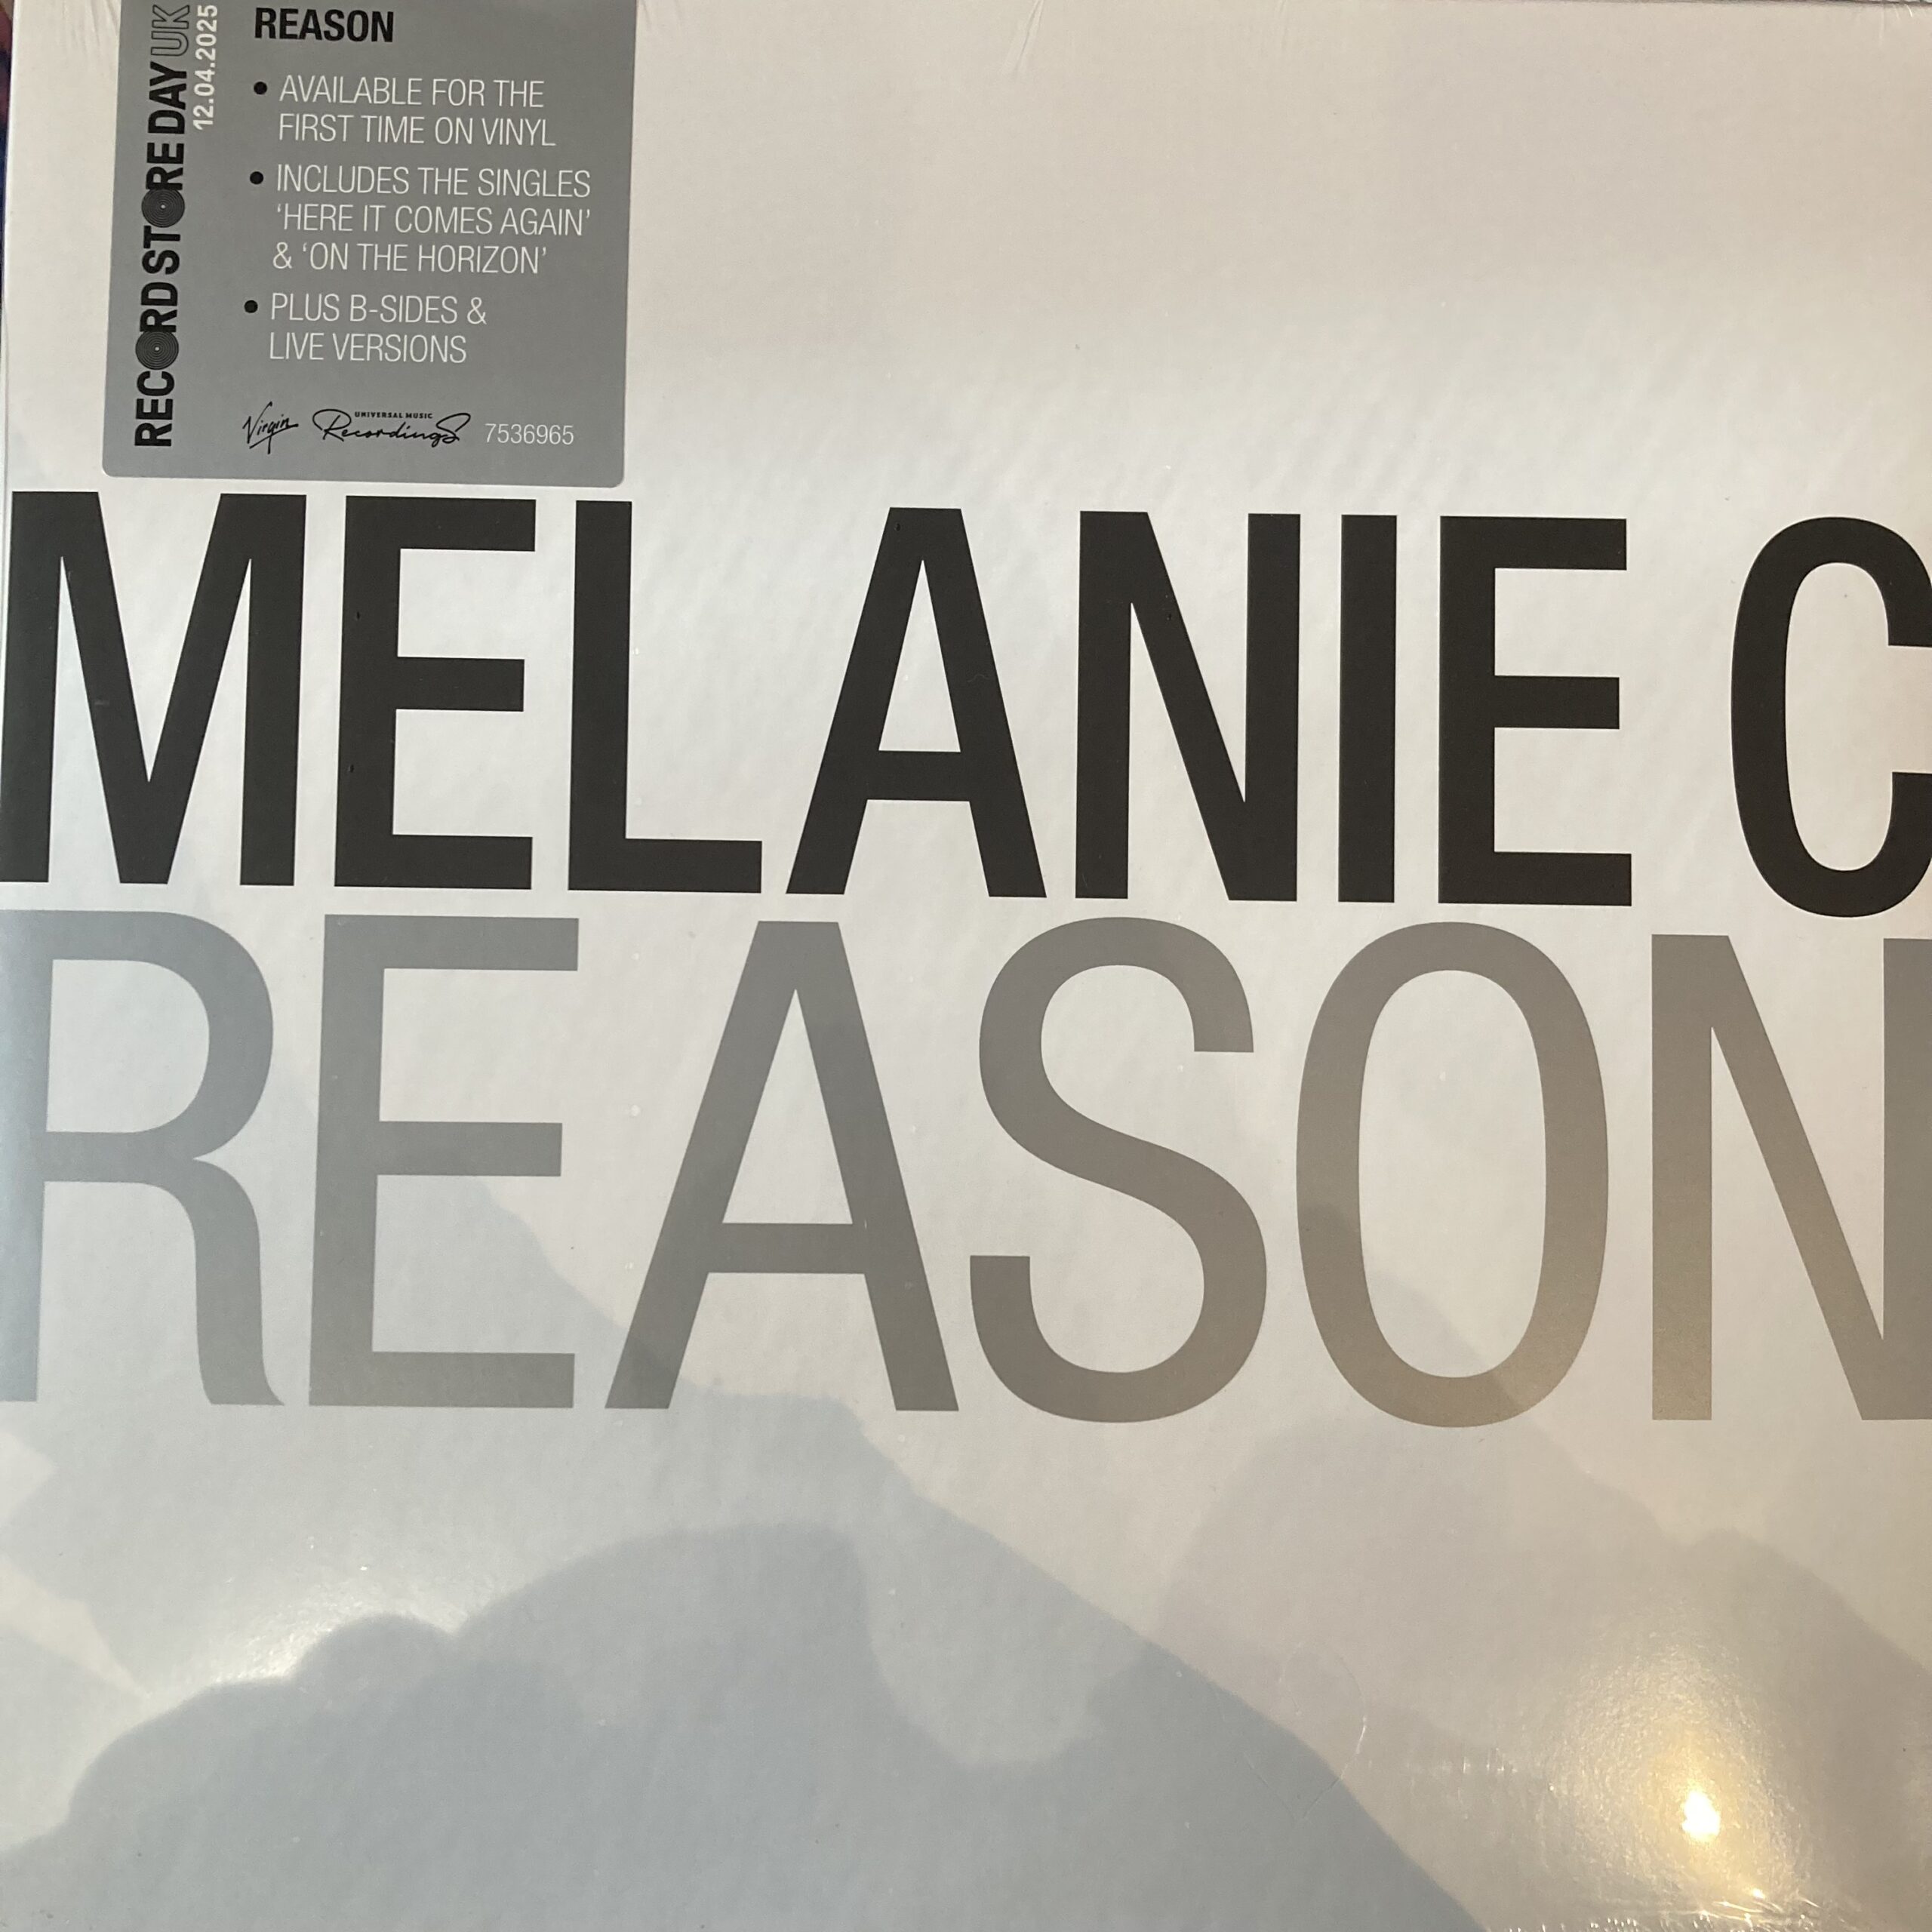 RECORD STORE DAY UK
12.04.2025
REASON
• AVAILABLE FOR THE
FIRST TIME ON VINYL
• INCLUDES THE SINGLES
‘HERE IT COMES AGAIN’
& ‘ON THE HORIZON’
• PLUS B-SIDES &
LIVE VERSIONS
Virgin
UNIVERSAL MUSIC
Recordings
7536965
MELANIE C
REASON